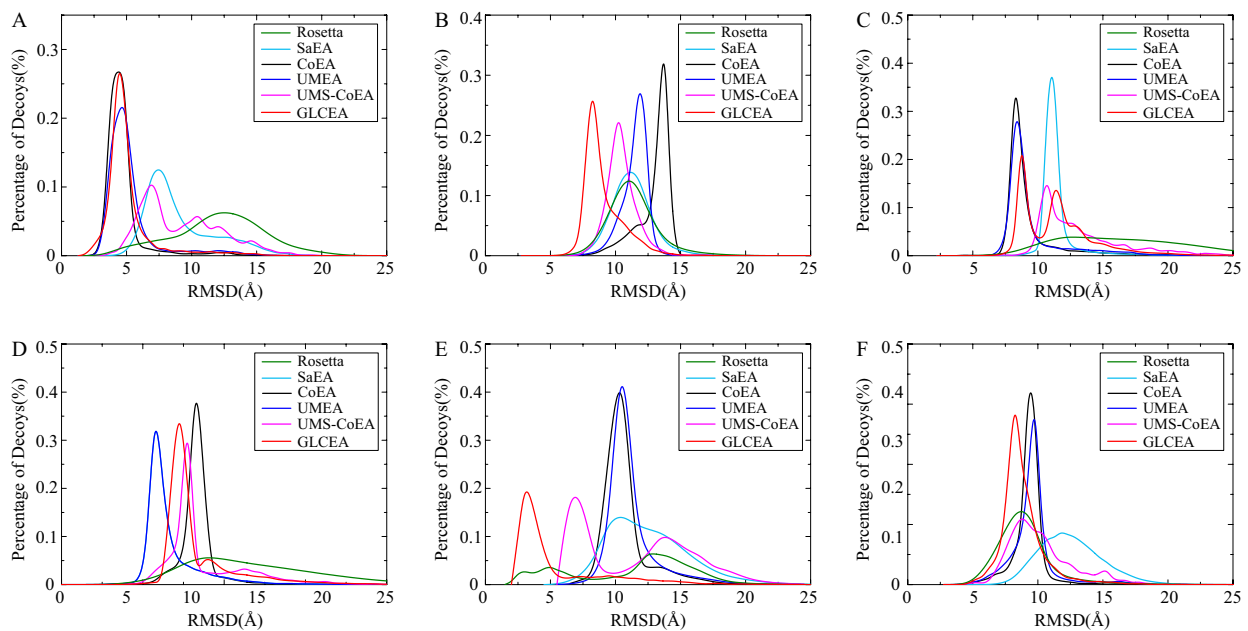 A
Percentage of Decoys(%)
0.3
0.2
0.1
0
0
5
10
15
20
25
RMSD(Å)
Rosetta
SaEA
CoEA
UMEA
UMS-CoEA
GLCEA
B
Percentage of Decoys(%)
0.4
0.3
0.2
0.1
0
0
5
10
15
20
25
RMSD(Å)
Rosetta
SaEA
CoEA
UMEA
UMS-CoEA
GLCEA
C
Percentage of Decoys(%)
0.5
0.4
0.3
0.2
0.1
0
0
5
10
15
20
25
RMSD(Å)
Rosetta
SaEA
CoEA
UMEA
UMS-CoEA
GLCEA
D
Percentage of Decoys(%)
0.5
0.4
0.3
0.2
0.1
0
0
5
10
15
20
25
RMSD(Å)
Rosetta
SaEA
CoEA
UMEA
UMS-CoEA
GLCEA
E
Percentage of Decoys(%)
0.5
0.4
0.3
0.2
0.1
0
0
5
10
15
20
25
RMSD(Å)
Rosetta
SaEA
CoEA
UMEA
UMS-CoEA
GLCEA
F
Percentage of Decoys(%)
0.5
0.4
0.3
0.2
0.1
0
0
5
10
15
20
25
RMSD(Å)
Rosetta
SaEA
CoEA
UMEA
UMS-CoEA
GLCEA